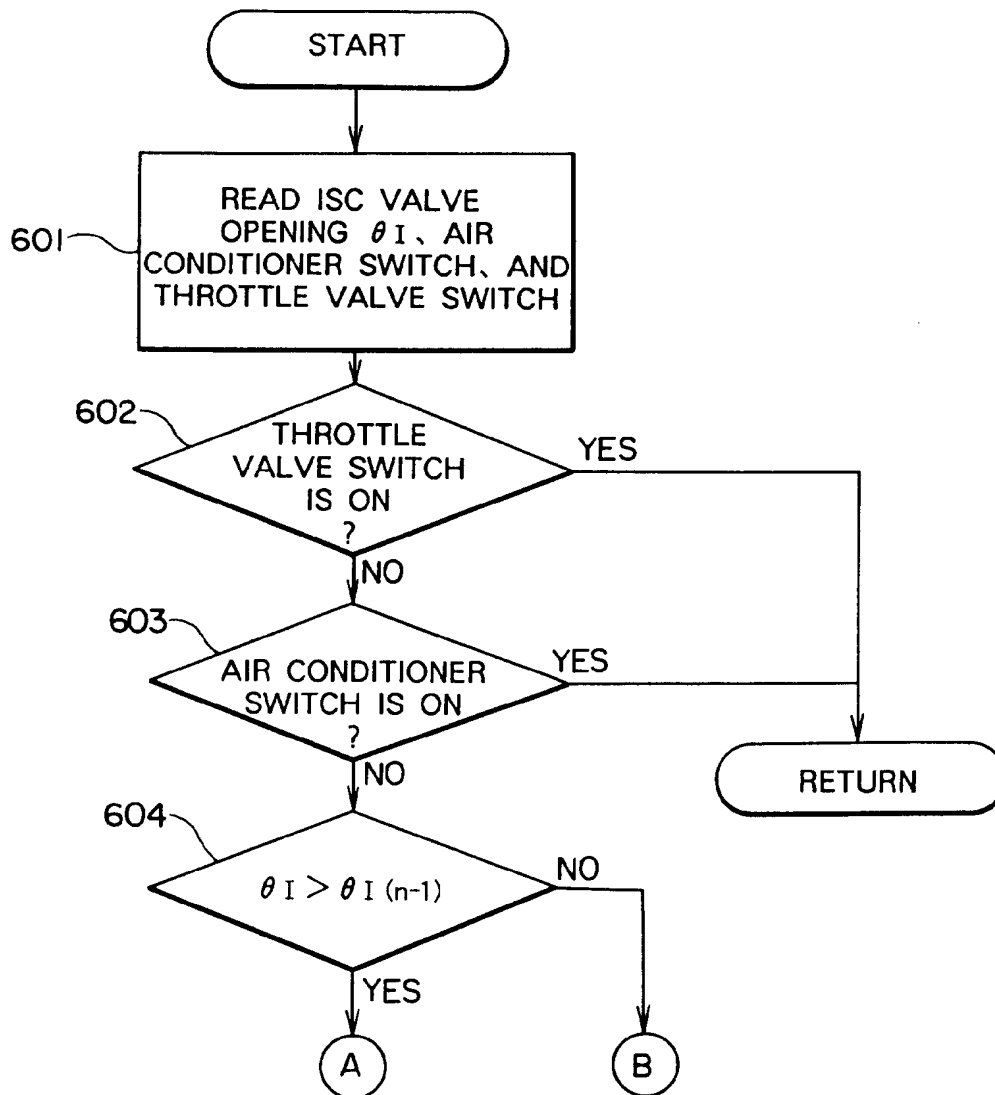 START
601
READ ISC VALVE
OPENING θI、AIR
CONDITIONER SWITCH、AND
THROTTLE VALVE SWITCH
602
THROTTLE
VALVE SWITCH
IS ON
?
YES
NO
603
AIR CONDITIONER
SWITCH IS ON
?
YES
NO
RETURN
604
θI > θI (n-1)
NO
YES
A
B